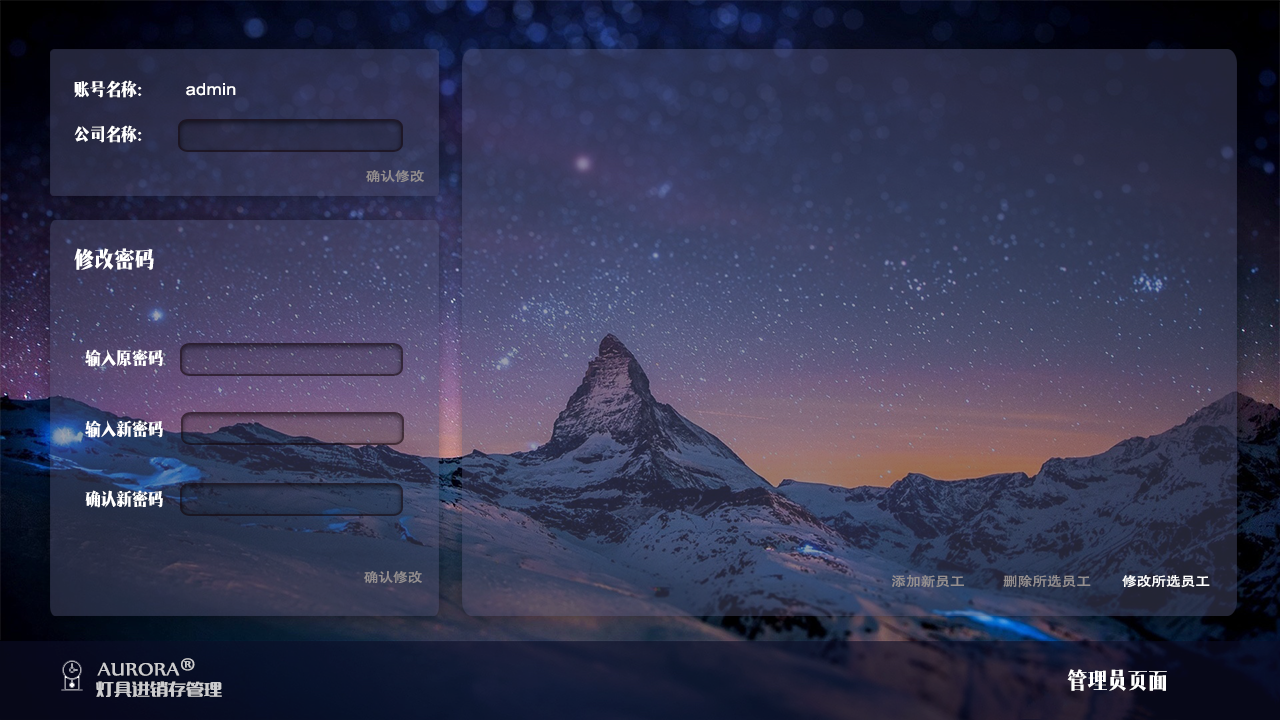 账号名称: admin
公司名称:
确认修改
修改密码
输入原密码
输入新密码
确认新密码
确认修改
添加新员工 删除所选员工 修改所选员工
AURORA®
灯具进销存管理
管理员页面